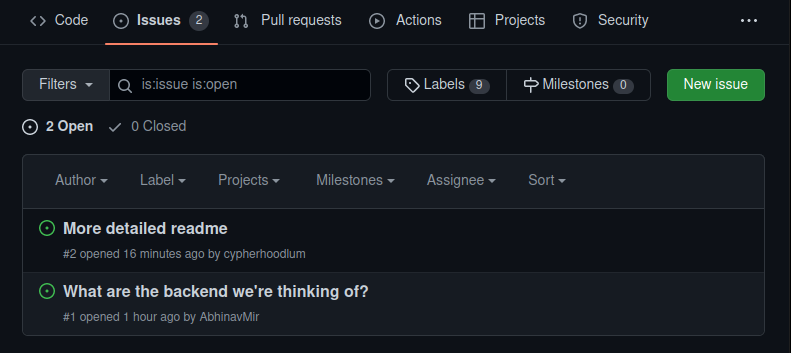 Code Issues 2 Pull requests Actions Projects Security
Filters is:issue is:open Labels 9 Milestones 0 New issue
2 Open 0 Closed
Author Label Projects Milestones Assignee Sort
More detailed readme
#2 opened 16 minutes ago by cypherhoodlum
What are the backend we're thinking of?
#1 opened 1 hour ago by AbhinavMir